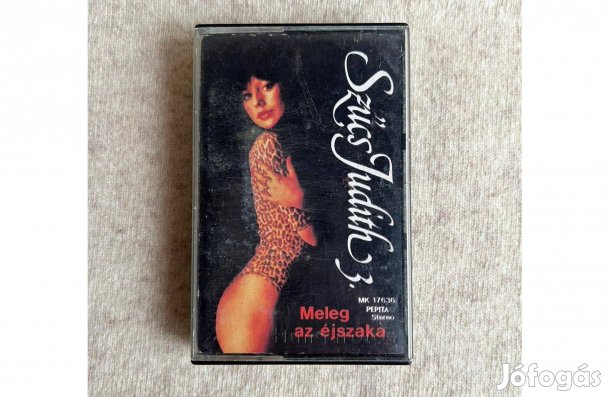 Szűcs Judith 3.
MK 17636
PEPITA
Stereo
Meleg
az éjszaka
Jófogás